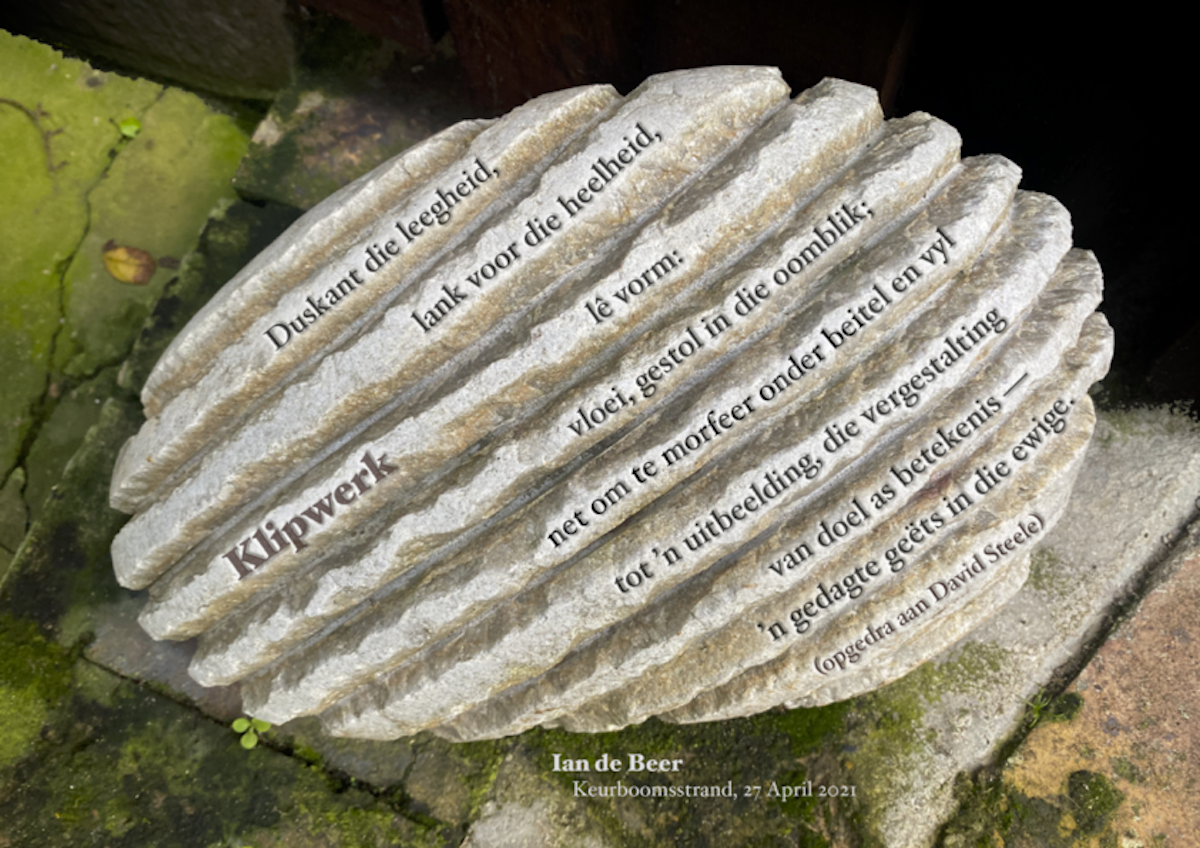 Klipwerk
Duskant die leegheid,
lank voor die heelheid,
lê vorm:
vloei, gestol in die oomblik;
net om te morfeer onder beitel en vyl
tot ’n uitbeelding, die vergestalting
van doel as betekenis —
’n gedagte geëts in die ewige.
(opgedra aan David Steele)
Ian de Beer
Keurboomsstrand, 27 April 2021